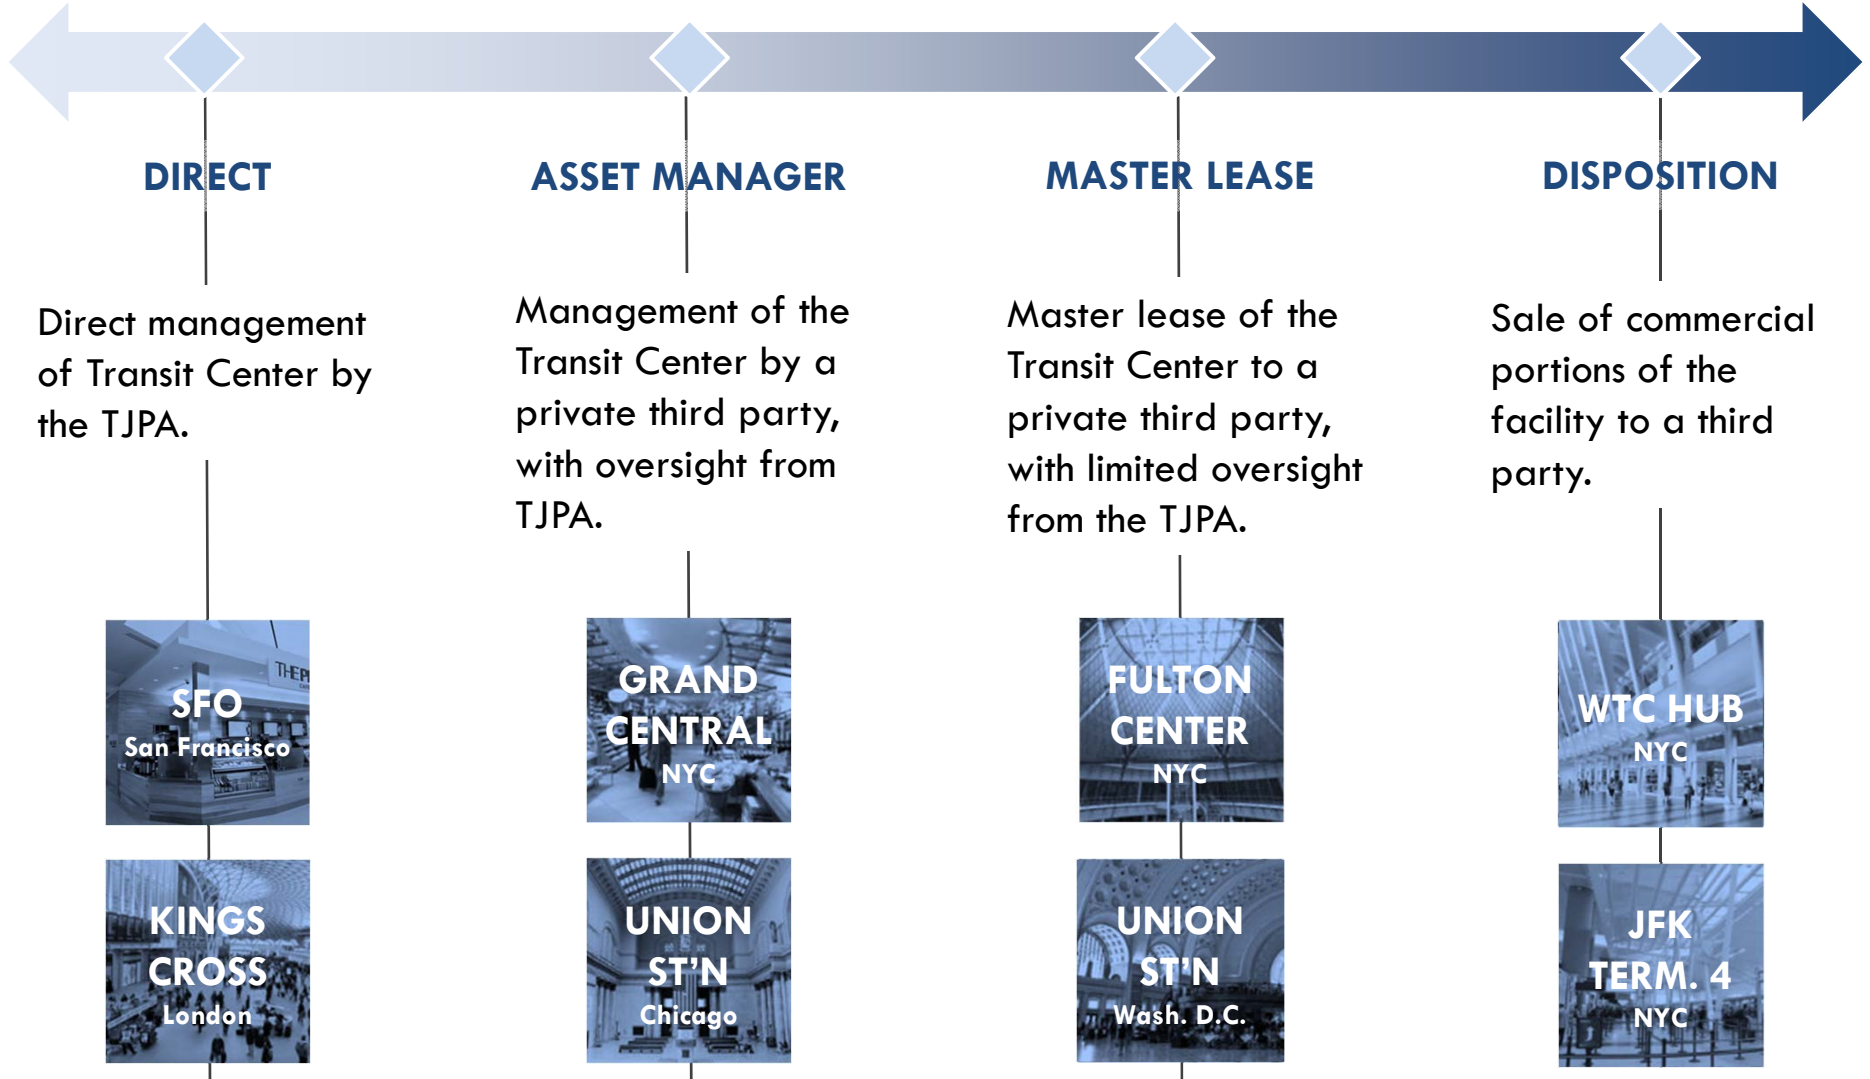 DIRECT
Direct management
of Transit Center by
the TJPA.
SFO
San Francisco
KINGS
CROSS
London
ASSET MANAGER
Management of the
Transit Center by a
private third party,
with oversight from
TJPA.
GRAND
CENTRAL
NYC
UNION
ST'N
Chicago
MASTER LEASE
Master lease of the
Transit Center to a
private third party,
with limited oversight
from the TJPA.
FULTON
CENTER
NYC
UNION
ST'N
Wash. D.C.
DISPOSITION
Sale of commercial
portions of the
facility to a third
party.
WTC HUB
NYC
JFK
TERM. 4
NYC